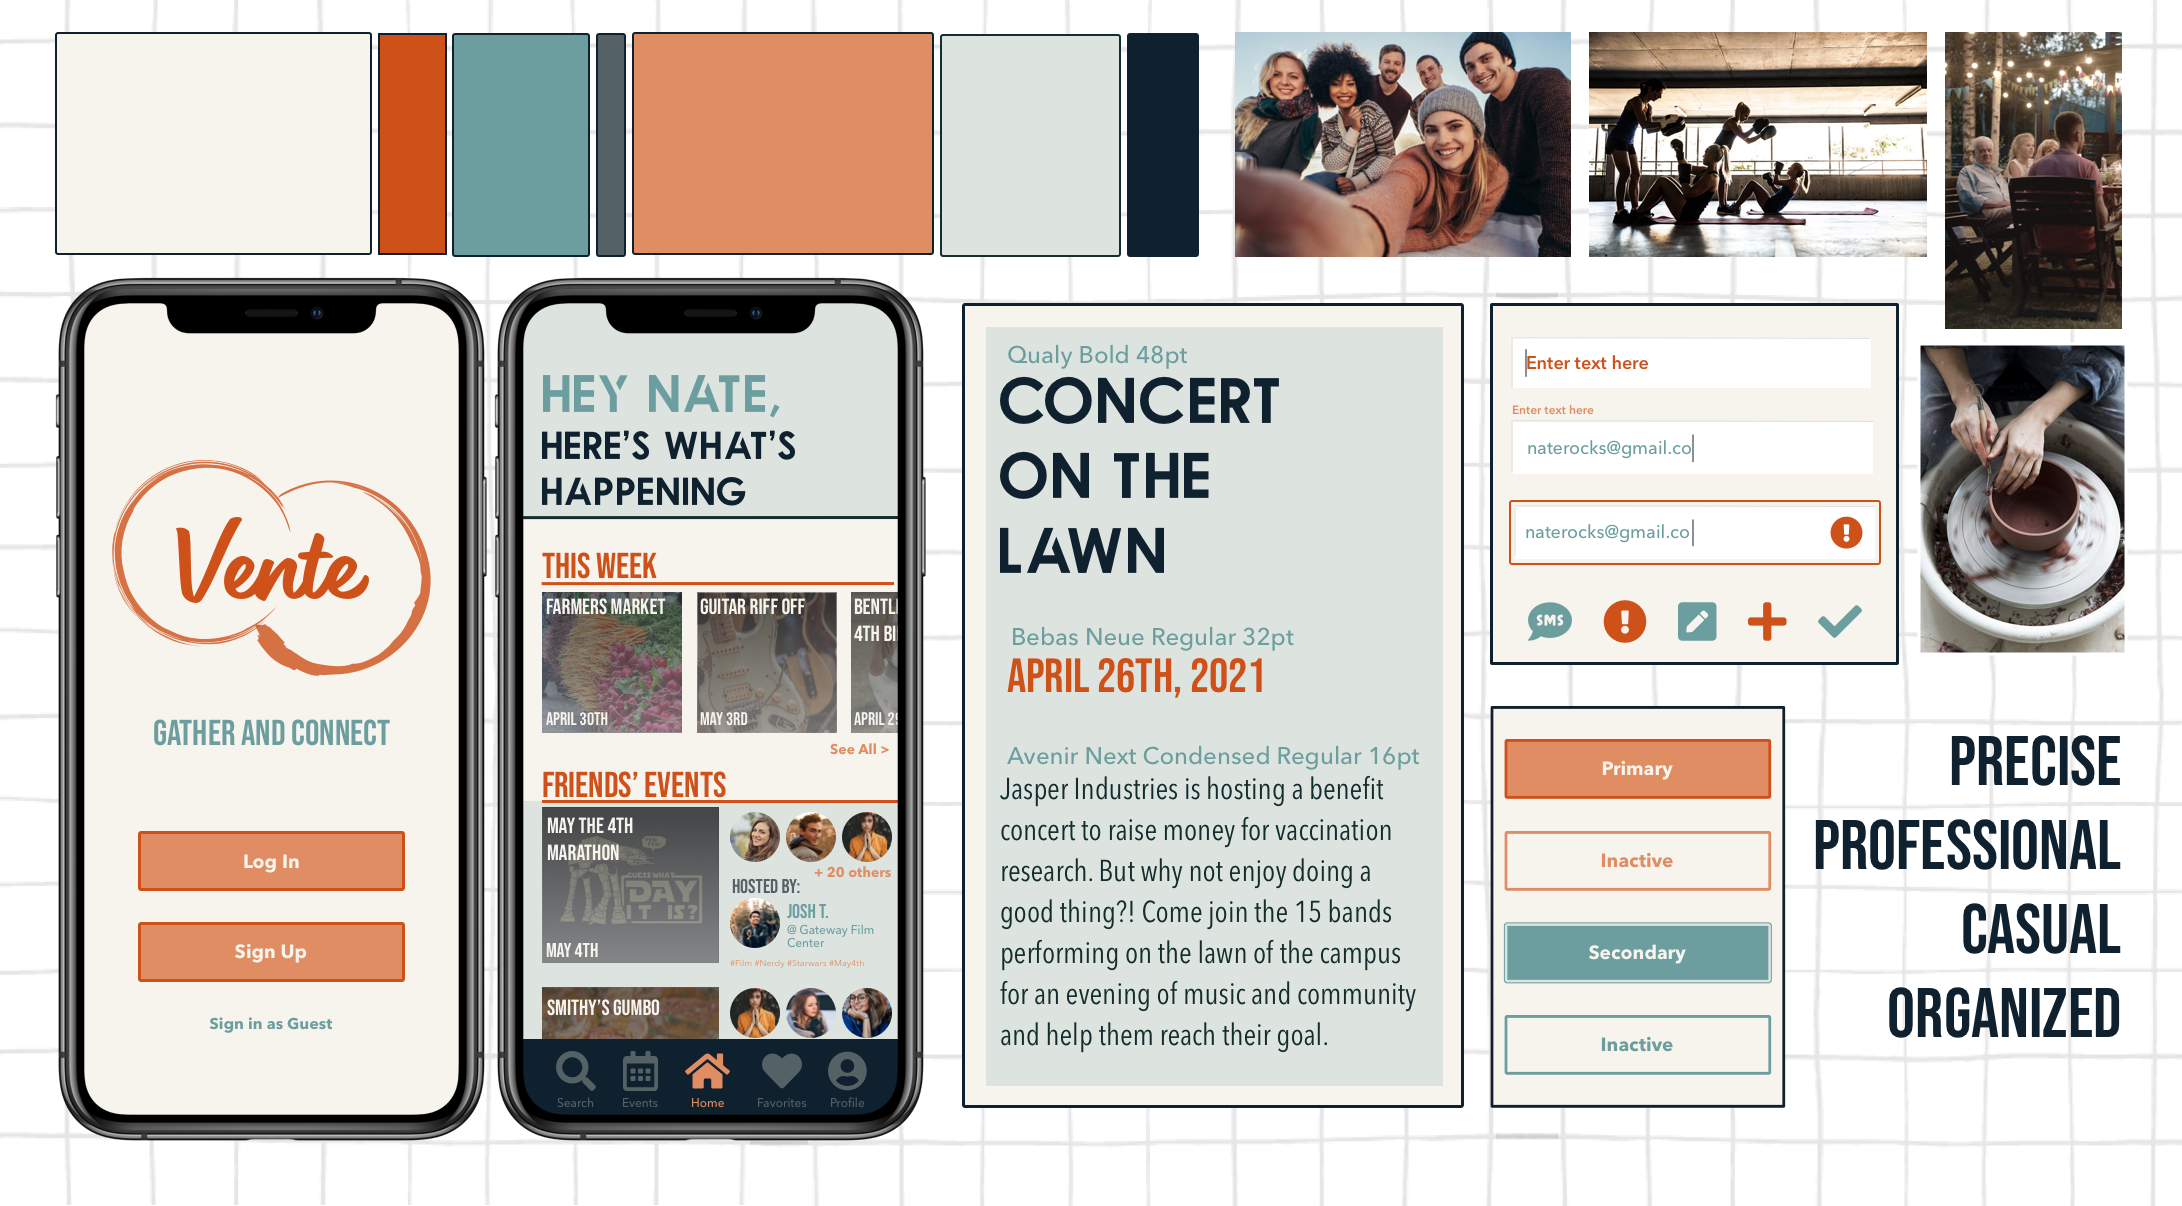 Vente
GATHER AND CONNECT
Log In
Sign Up
Sign in as Guest
HEY NATE,
HERE'S WHAT'S
HAPPENING
THIS WEEK
FARMERS MARKET
APRIL 30TH
GUITAR RIFF OFF
MAY 3RD
BENTL
4TH BI
APRIL 29
See All >
FRIENDS' EVENTS
MAY THE 4TH
MARATHON
GUESS WHAT
DAY
IT IS?
MAY 4TH
+ 20 others
HOSTED BY:
JOSH T.
@ Gateway Film
Center
#Film #Nerdy #Starwars #May4th
SMITHY'S GUMBO
Search
Events
Home
Favorites
Profile
Qualy Bold 48pt
CONCERT
ON THE
LAWN
Bebas Neue Regular 32pt
APRIL 26TH, 2021
Avenir Next Condensed Regular 16pt
Jasper Industries is hosting a benefit
concert to raise money for vaccination
research. But why not enjoy doing a
good thing?! Come join the 15 bands
performing on the lawn of the campus
for an evening of music and community
and help them reach their goal.
Enter text here
Enter text here
naterocks@gmail.co
naterocks@gmail.co
SMS
Primary
Inactive
Secondary
Inactive
PRECISE
PROFESSIONAL
CASUAL
ORGANIZED